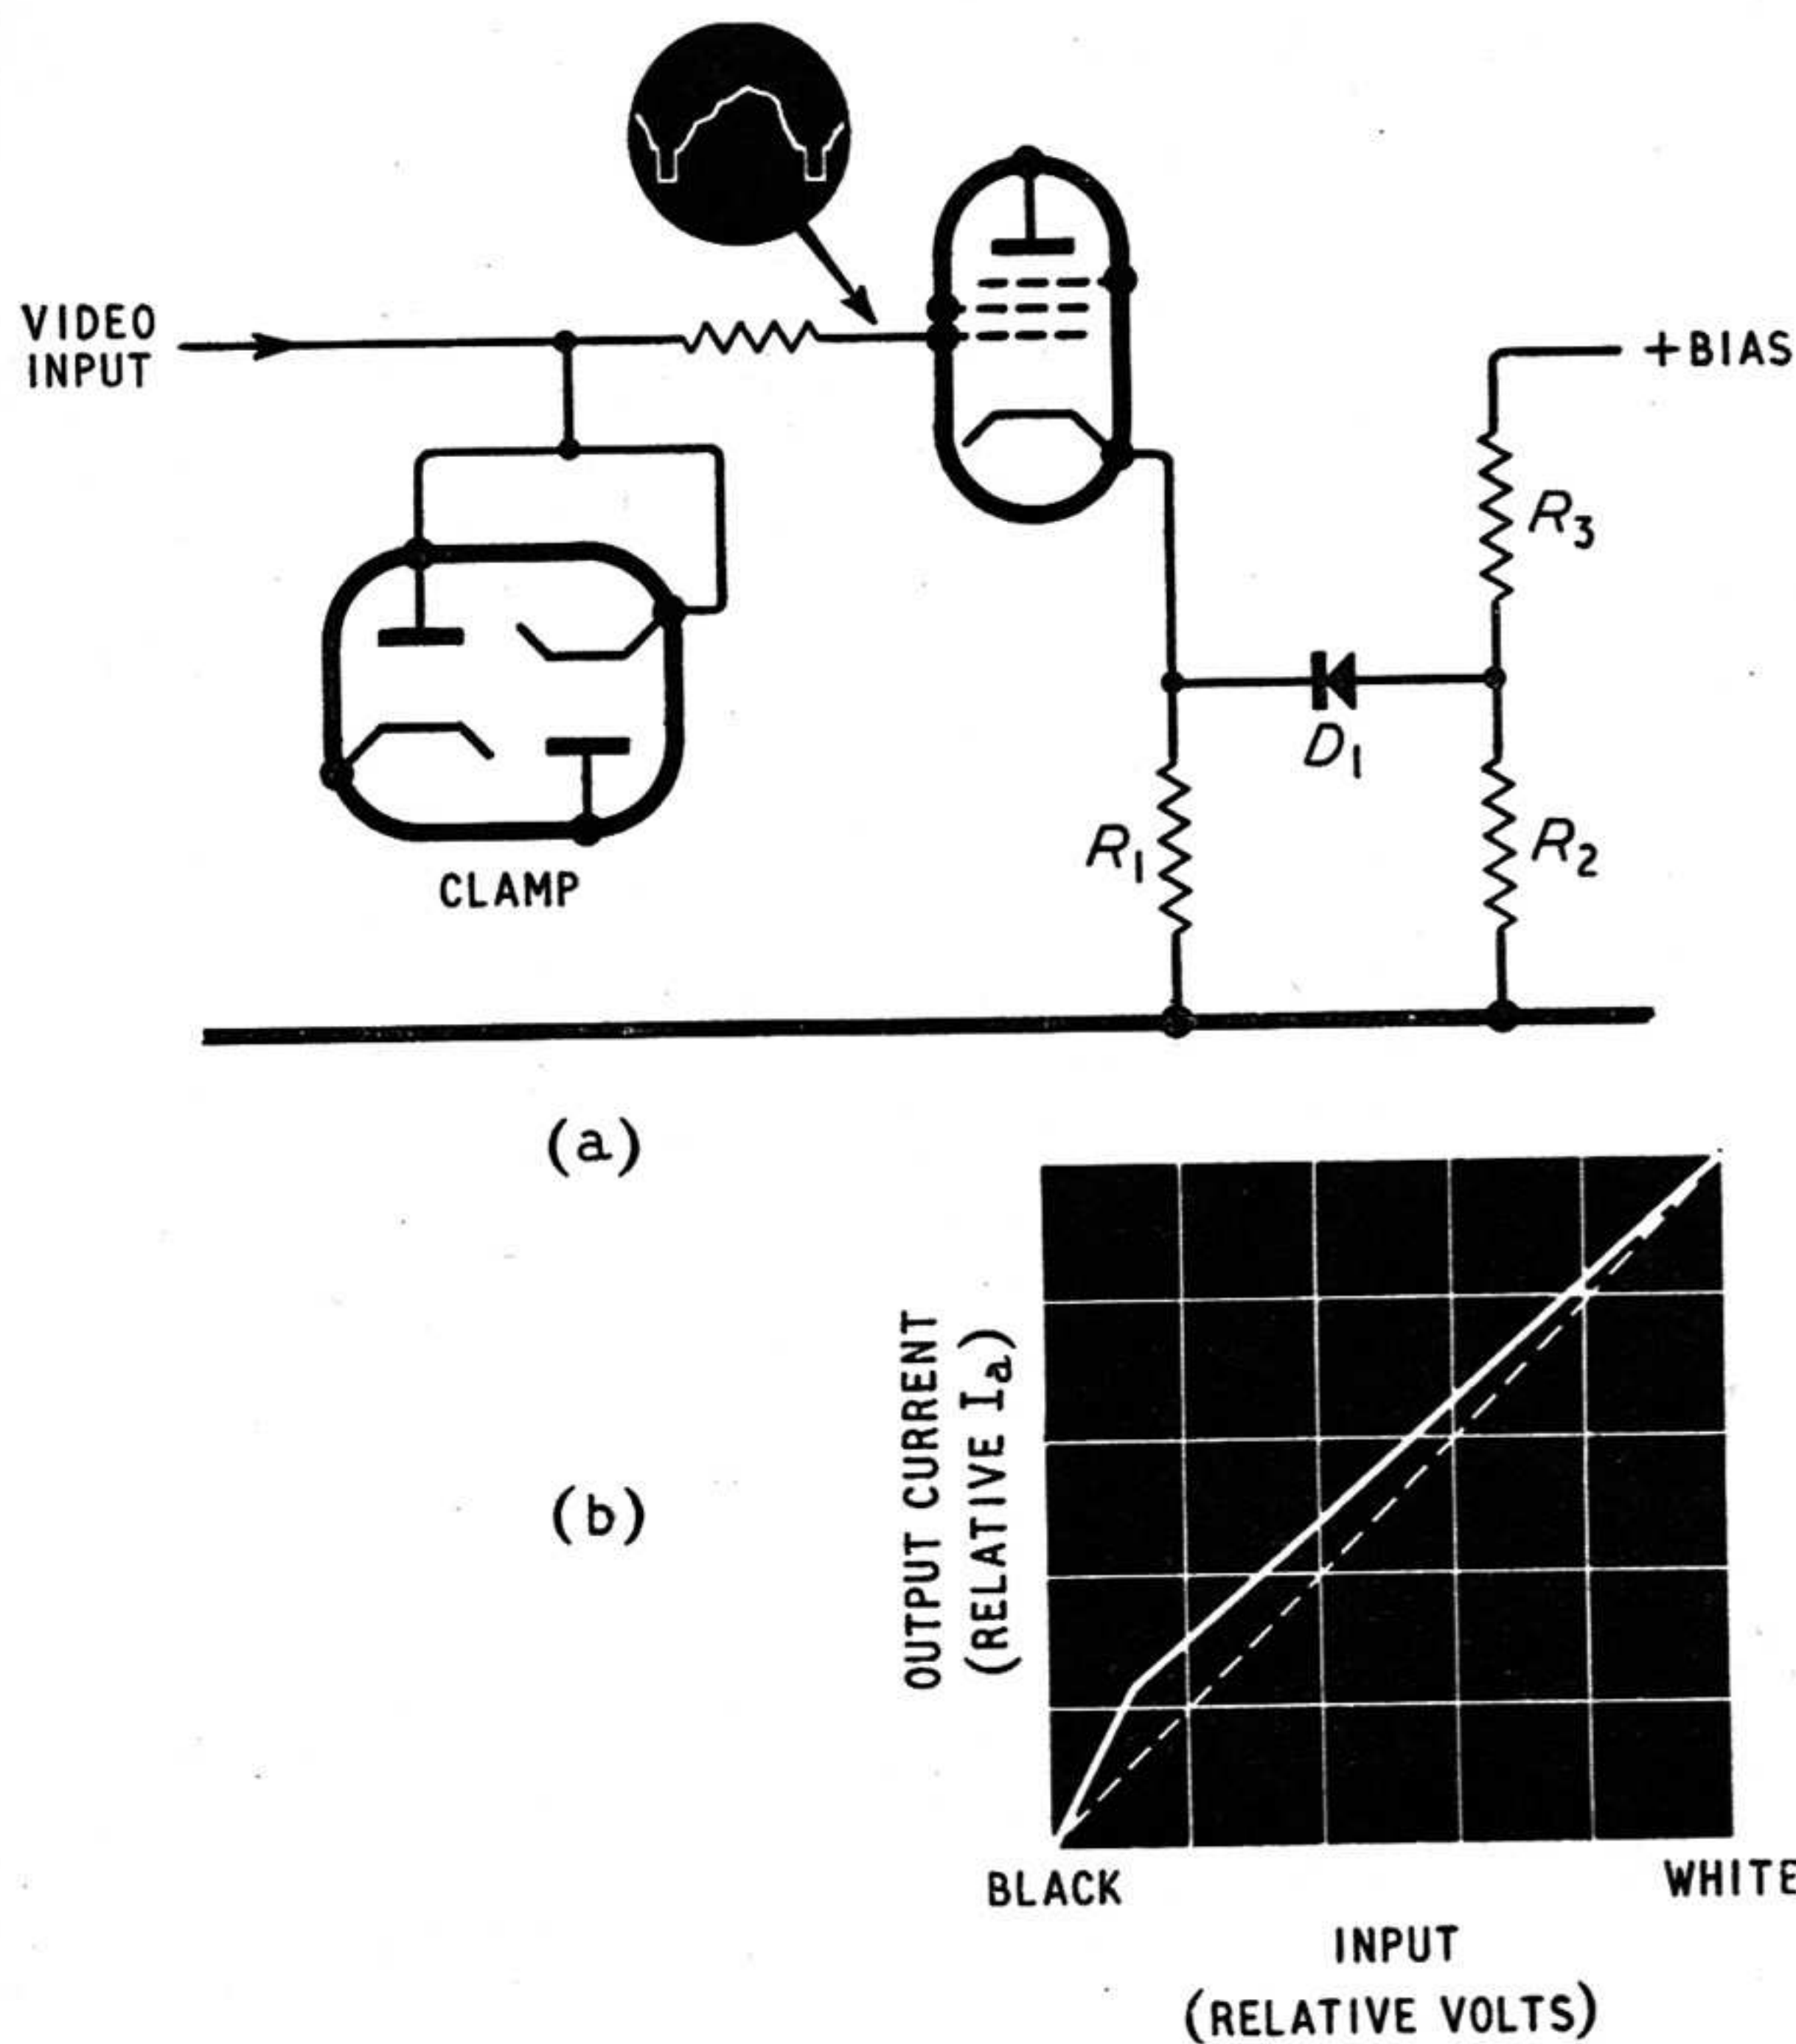 VIDEO
INPUT
+BIAS
R3
D1
R1
R2
CLAMP
(a)
(b)
OUTPUT CURRENT
(RELATIVE Ia)
BLACK
WHITE
INPUT
(RELATIVE VOLTS)